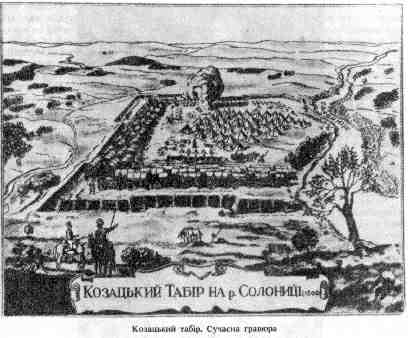 Козацький Табір на р. Солониці
Козацький табір. Сучасна гравюра